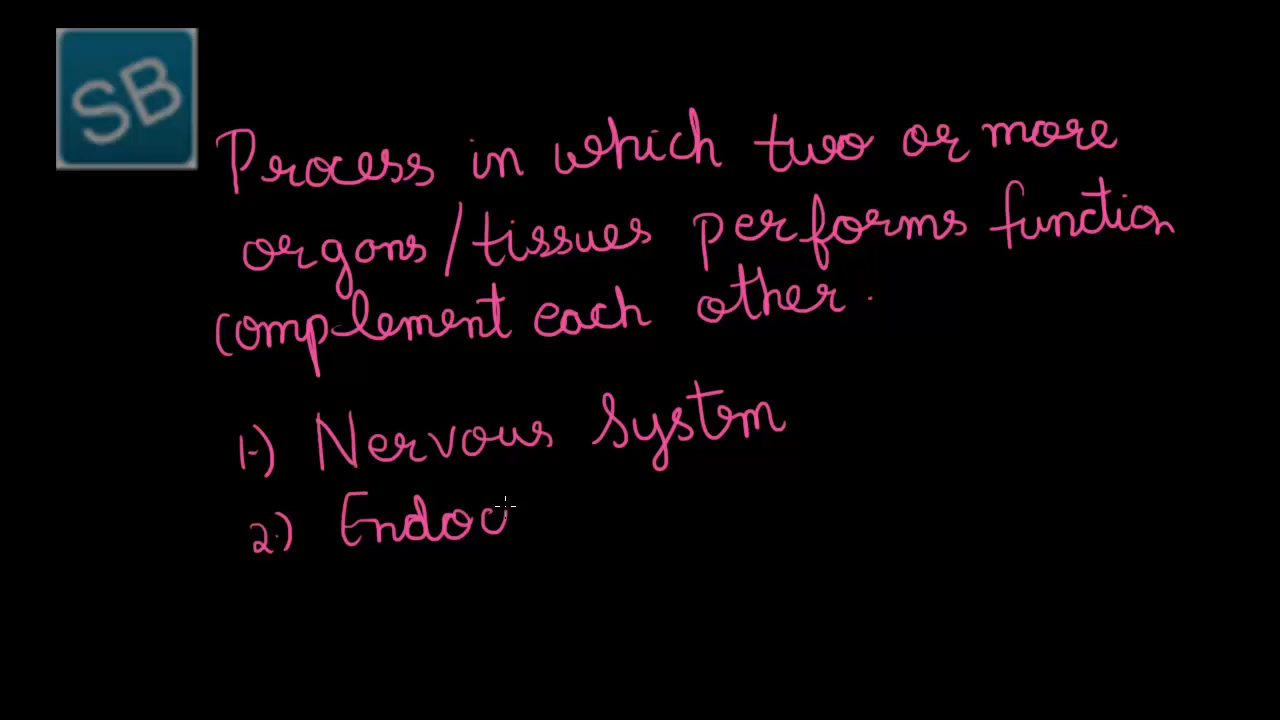 SB
Process in which two or more
organs/tissues performs function
complement each other.
1.) Nervous System
2.) Endoc